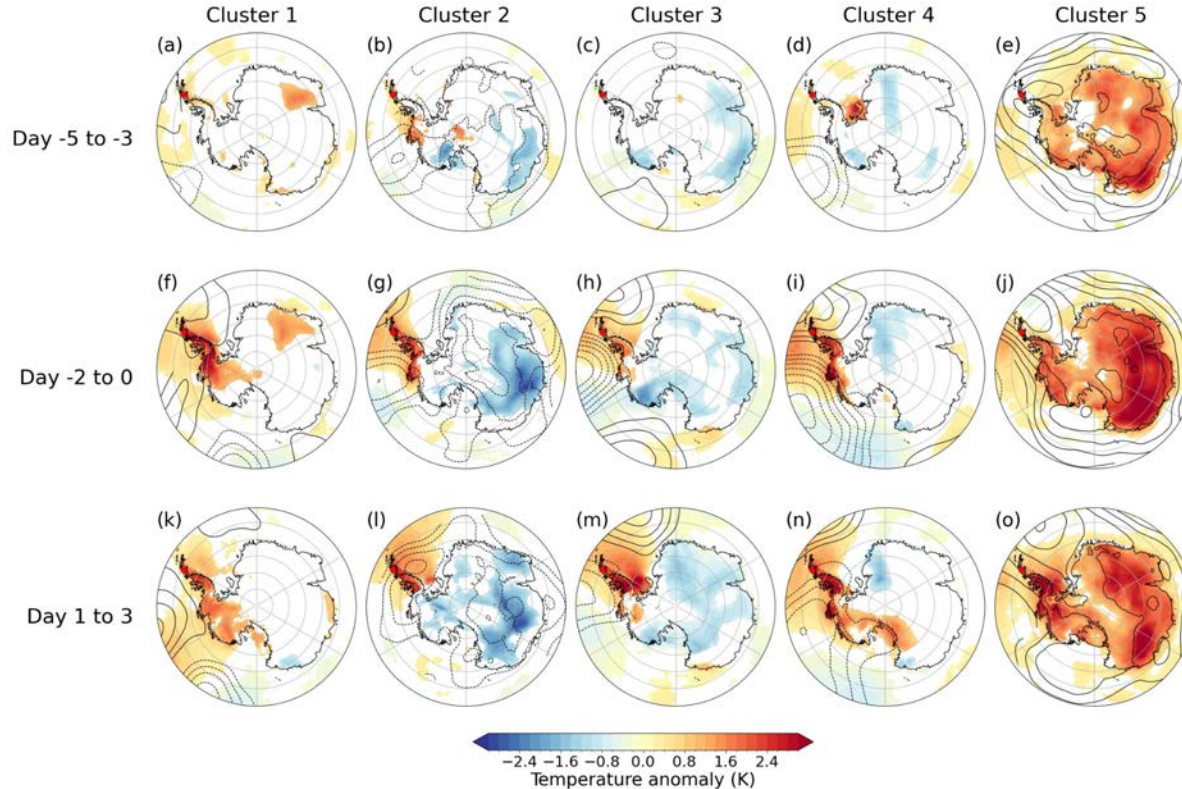 Cluster 1 Cluster 2 Cluster 3 Cluster 4 Cluster 5
(a) (b) (c) (d) (e)
Day -5 to -3
(f) (g) (h) (i) (j)
Day -2 to 0
(k) (l) (m) (n) (o)
Day 1 to 3
−2.4 −1.6 −0.8 0.0 0.8 1.6 2.4
Temperature anomaly (K)